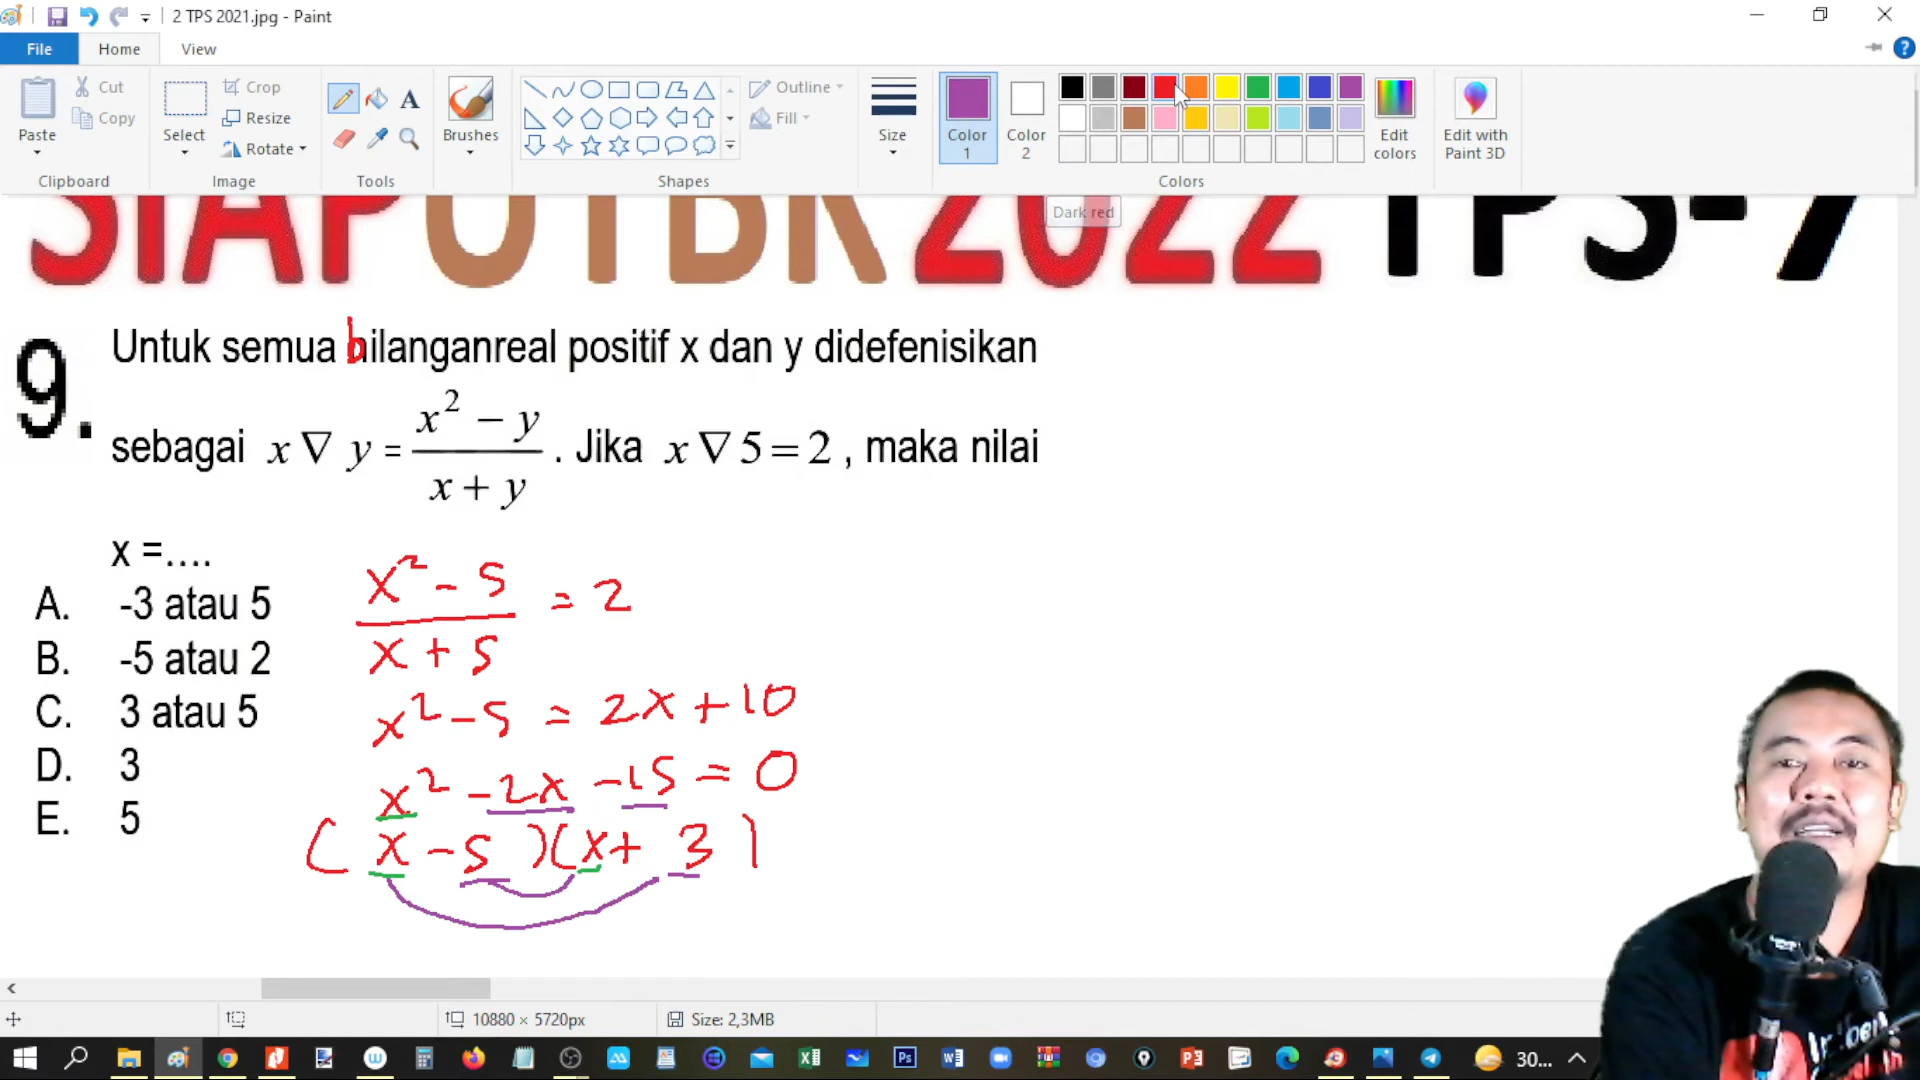 2 TPS 2021.jpg - Paint
File Home View
Paste
Cut
Copy
Clipboard
Select
Crop
Resize
Rotate
Image
A
Tools
Brushes
Shapes
Outline
Fill
Size
Color 1
Color 2
Colors
Edit colors
Edit with Paint 3D
Dark red
SIAP UTBK 2022 TPS-7
9. Untuk semua bilanganreal positif x dan y didefenisikan
sebagai x ∇ y = (x² − y)/(x + y) . Jika x ∇ 5 = 2 , maka nilai
x =....
A. -3 atau 5
B. -5 atau 2
C. 3 atau 5
D. 3
E. 5
(x² - 5)/(x + 5) = 2
x² - 5 = 2x + 10
x² - 2x - 15 = 0
(x - 5)(x + 3)
10880 × 5720px
Size: 2,3MB
30...